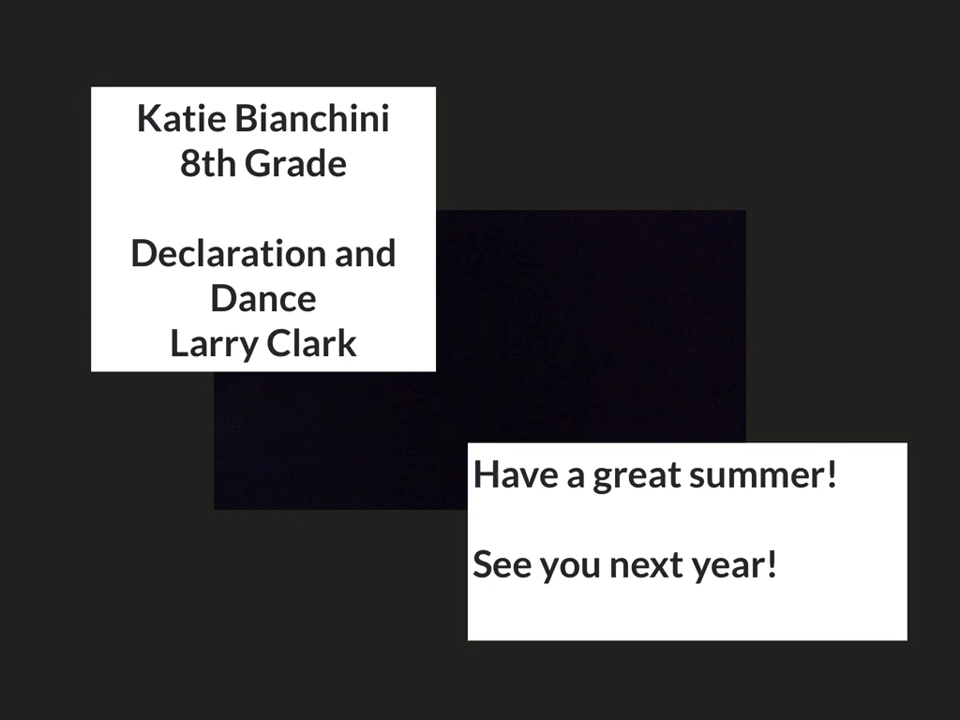 Katie Bianchini
8th Grade
Declaration and
Dance
Larry Clark
Have a great summer!
See you next year!